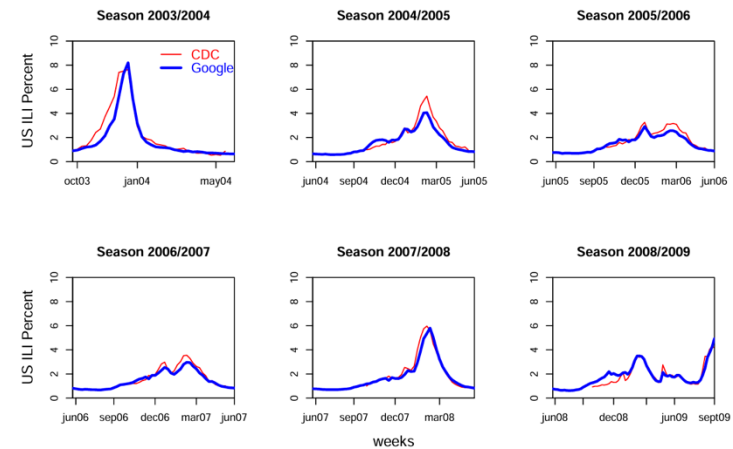 Season 2003/2004
Season 2004/2005
Season 2005/2006
US ILI Percent
0 2 4 6 8 10
CDC
Google
oct03 jan04 may04
0 2 4 6 8 10
jun04 sep04 dec04 mar05 jun05
0 2 4 6 8 10
jun05 sep05 dec05 mar06 jun06
Season 2006/2007
Season 2007/2008
Season 2008/2009
US ILI Percent
0 2 4 6 8 10
jun06 sep06 dec06 mar07 jun07
0 2 4 6 8 10
jun07 sep07 dec07 mar08
0 2 4 6 8 10
jun08 dec08 jun09 sept09
weeks